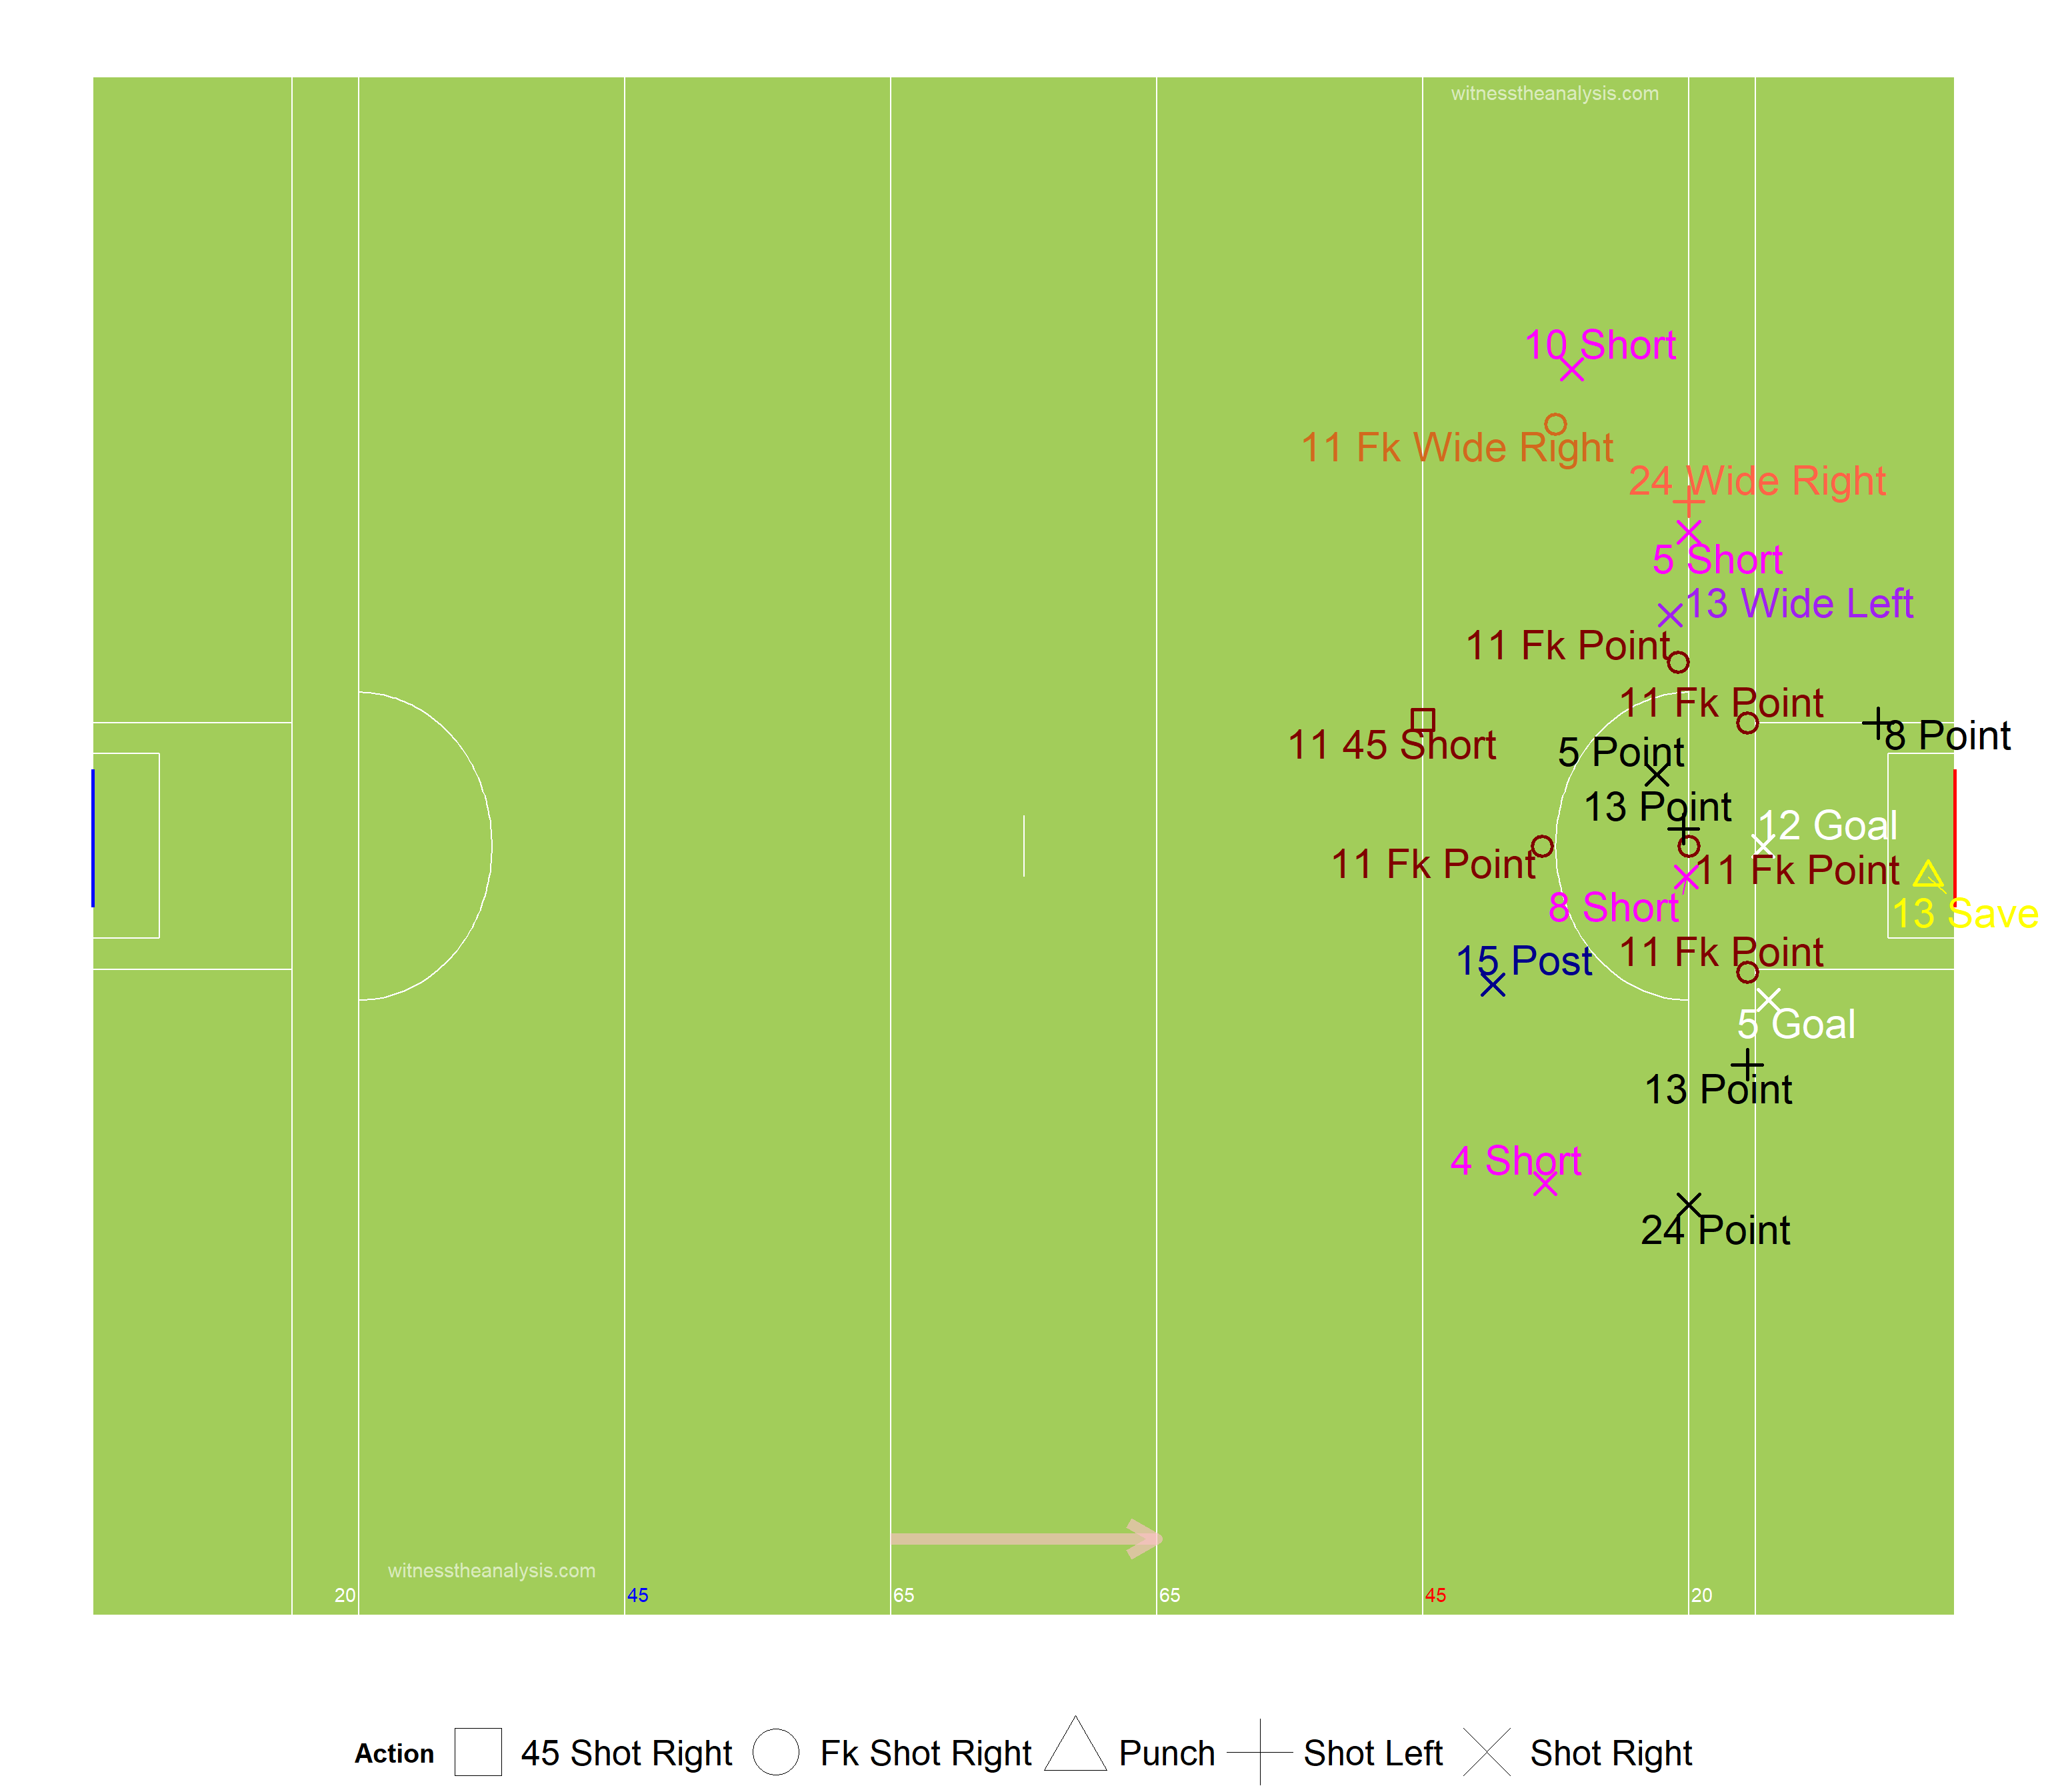 witnesstheanalysis.com
10 Short
11 Fk Wide Right
24 Wide Right
5 Short
13 Wide Left
11 Fk Point
11 Fk Point
8 Point
11 45 Short
5 Point
13 Point
12 Goal
11 Fk Point
11 Fk Point
8 Short
13 Save
11 Fk Point
15 Post
5 Goal
13 Point
4 Short
24 Point
witnesstheanalysis.com
20 45 65 65 45 20
Action 45 Shot Right Fk Shot Right Punch Shot Left Shot Right